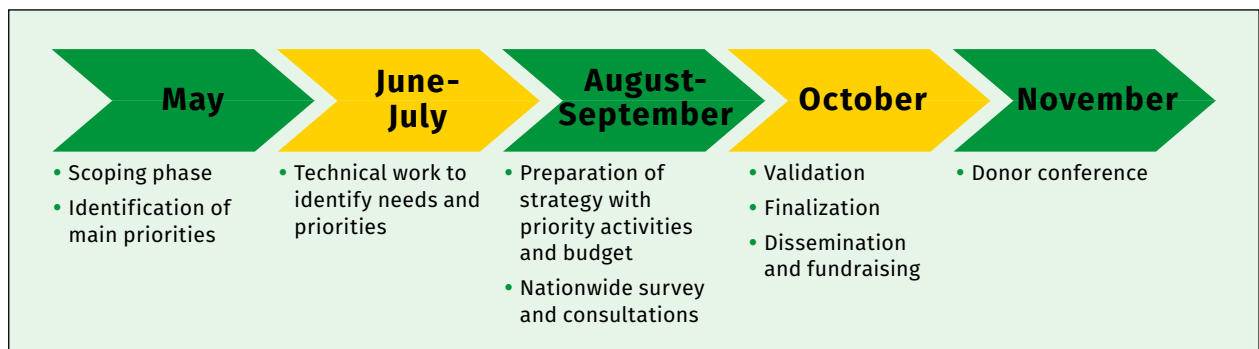 May
June-
July
August-
September
October
November
• Scoping phase
• Identification of
main priorities
• Technical work to
identify needs and
priorities
• Preparation of
strategy with
priority activities
and budget
• Nationwide survey
and consultations
• Validation
• Finalization
• Dissemination
and fundraising
• Donor conference